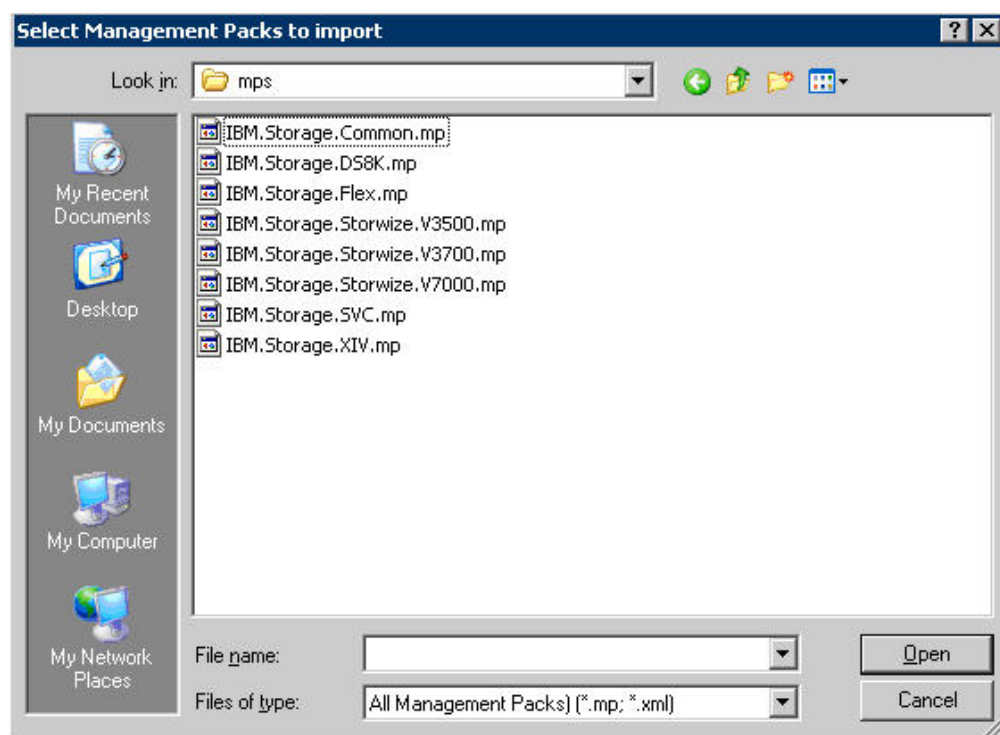 Select Management Packs to import
Look in: mps
My Recent
Documents
Desktop
My Documents
My Computer
My Network
Places
IBM.Storage.Common.mp
IBM.Storage.DS8K.mp
IBM.Storage.Flex.mp
IBM.Storage.Storwize.V3500.mp
IBM.Storage.Storwize.V3700.mp
IBM.Storage.Storwize.V7000.mp
IBM.Storage.SVC.mp
IBM.Storage.XIV.mp
File name:
Open
Files of type: All Management Packs) (*.mp; *.xml)
Cancel